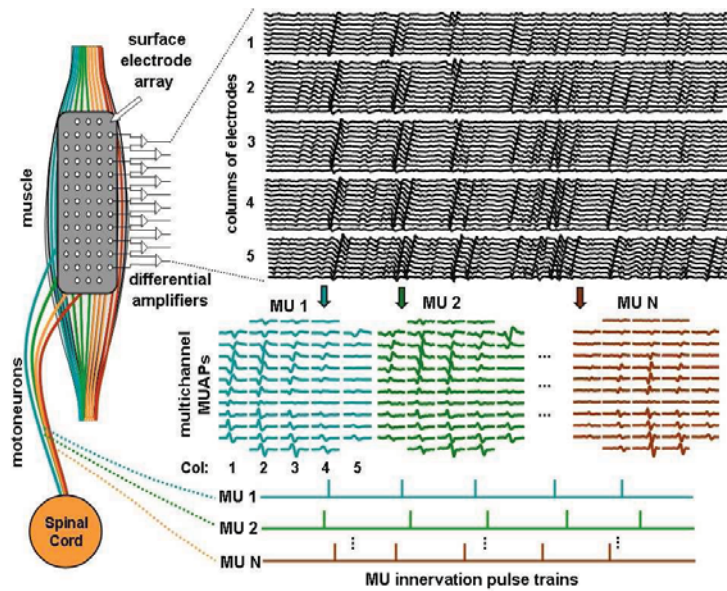 surface
electrode
array
muscle
differential
amplifiers
motoneurons
Spinal
Cord
columns of electrodes
1
2
3
4
5
MU 1
MU 2
MU N
multichannel
MUAPs
...
...
...
Col: 1 2 3 4 5
MU 1
MU 2
MU N
MU innervation pulse trains